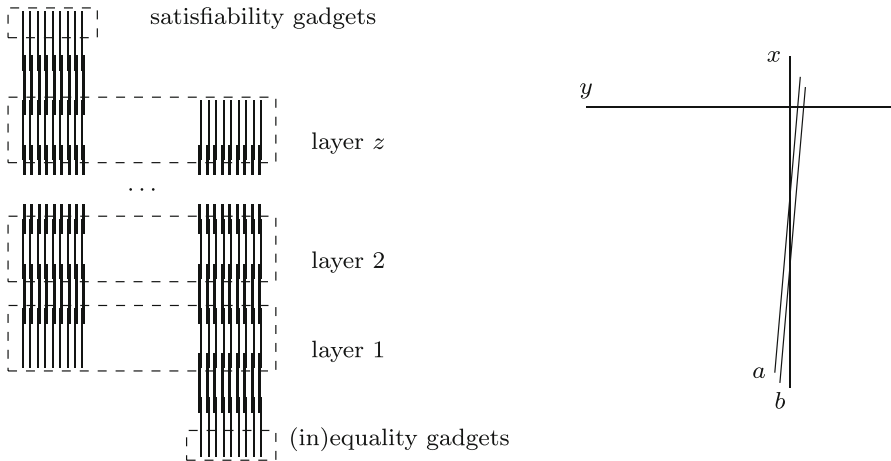 satisfiability gadgets
x
y
layer z
...
layer 2
layer 1
a
b
(in)equality gadgets